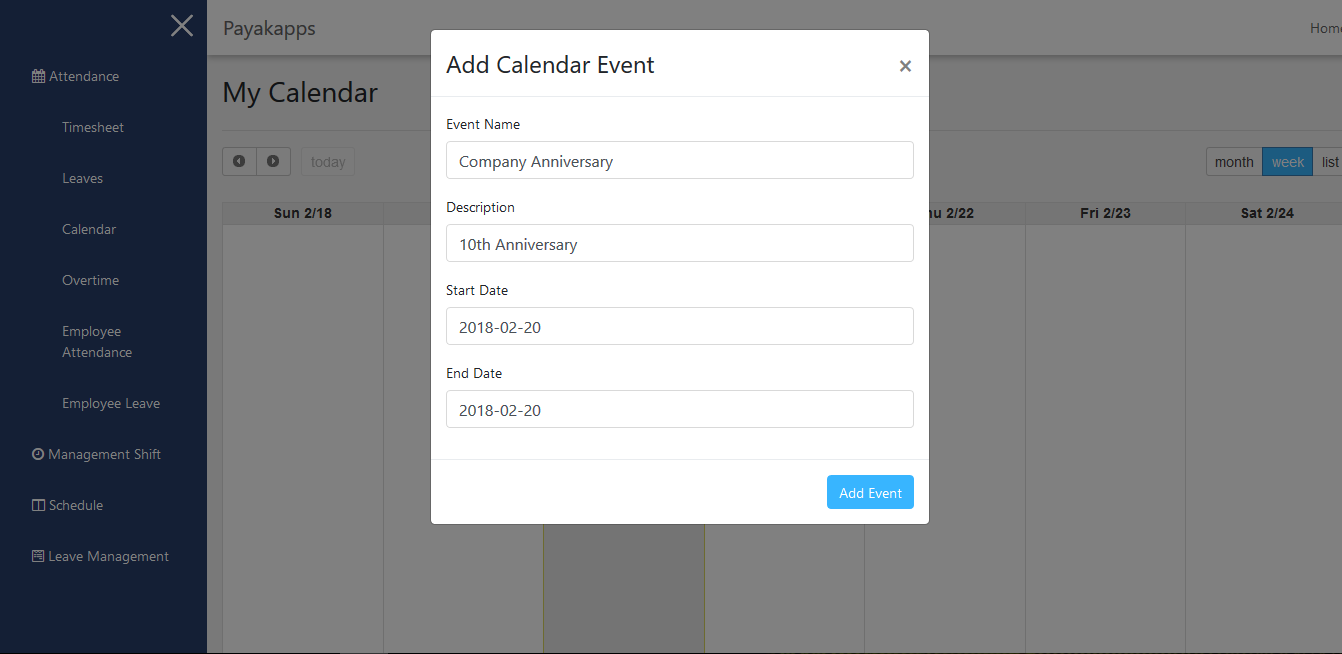 Payakapps
Home
Attendance
Timesheet
Leaves
Calendar
Overtime
Employee
Attendance
Employee Leave
Management Shift
Schedule
Leave Management
My Calendar
today
month week list
Sun 2/18
hu 2/22
Fri 2/23
Sat 2/24
Add Calendar Event
×
Event Name
Company Anniversary
Description
10th Anniversary
Start Date
2018-02-20
End Date
2018-02-20
Add Event